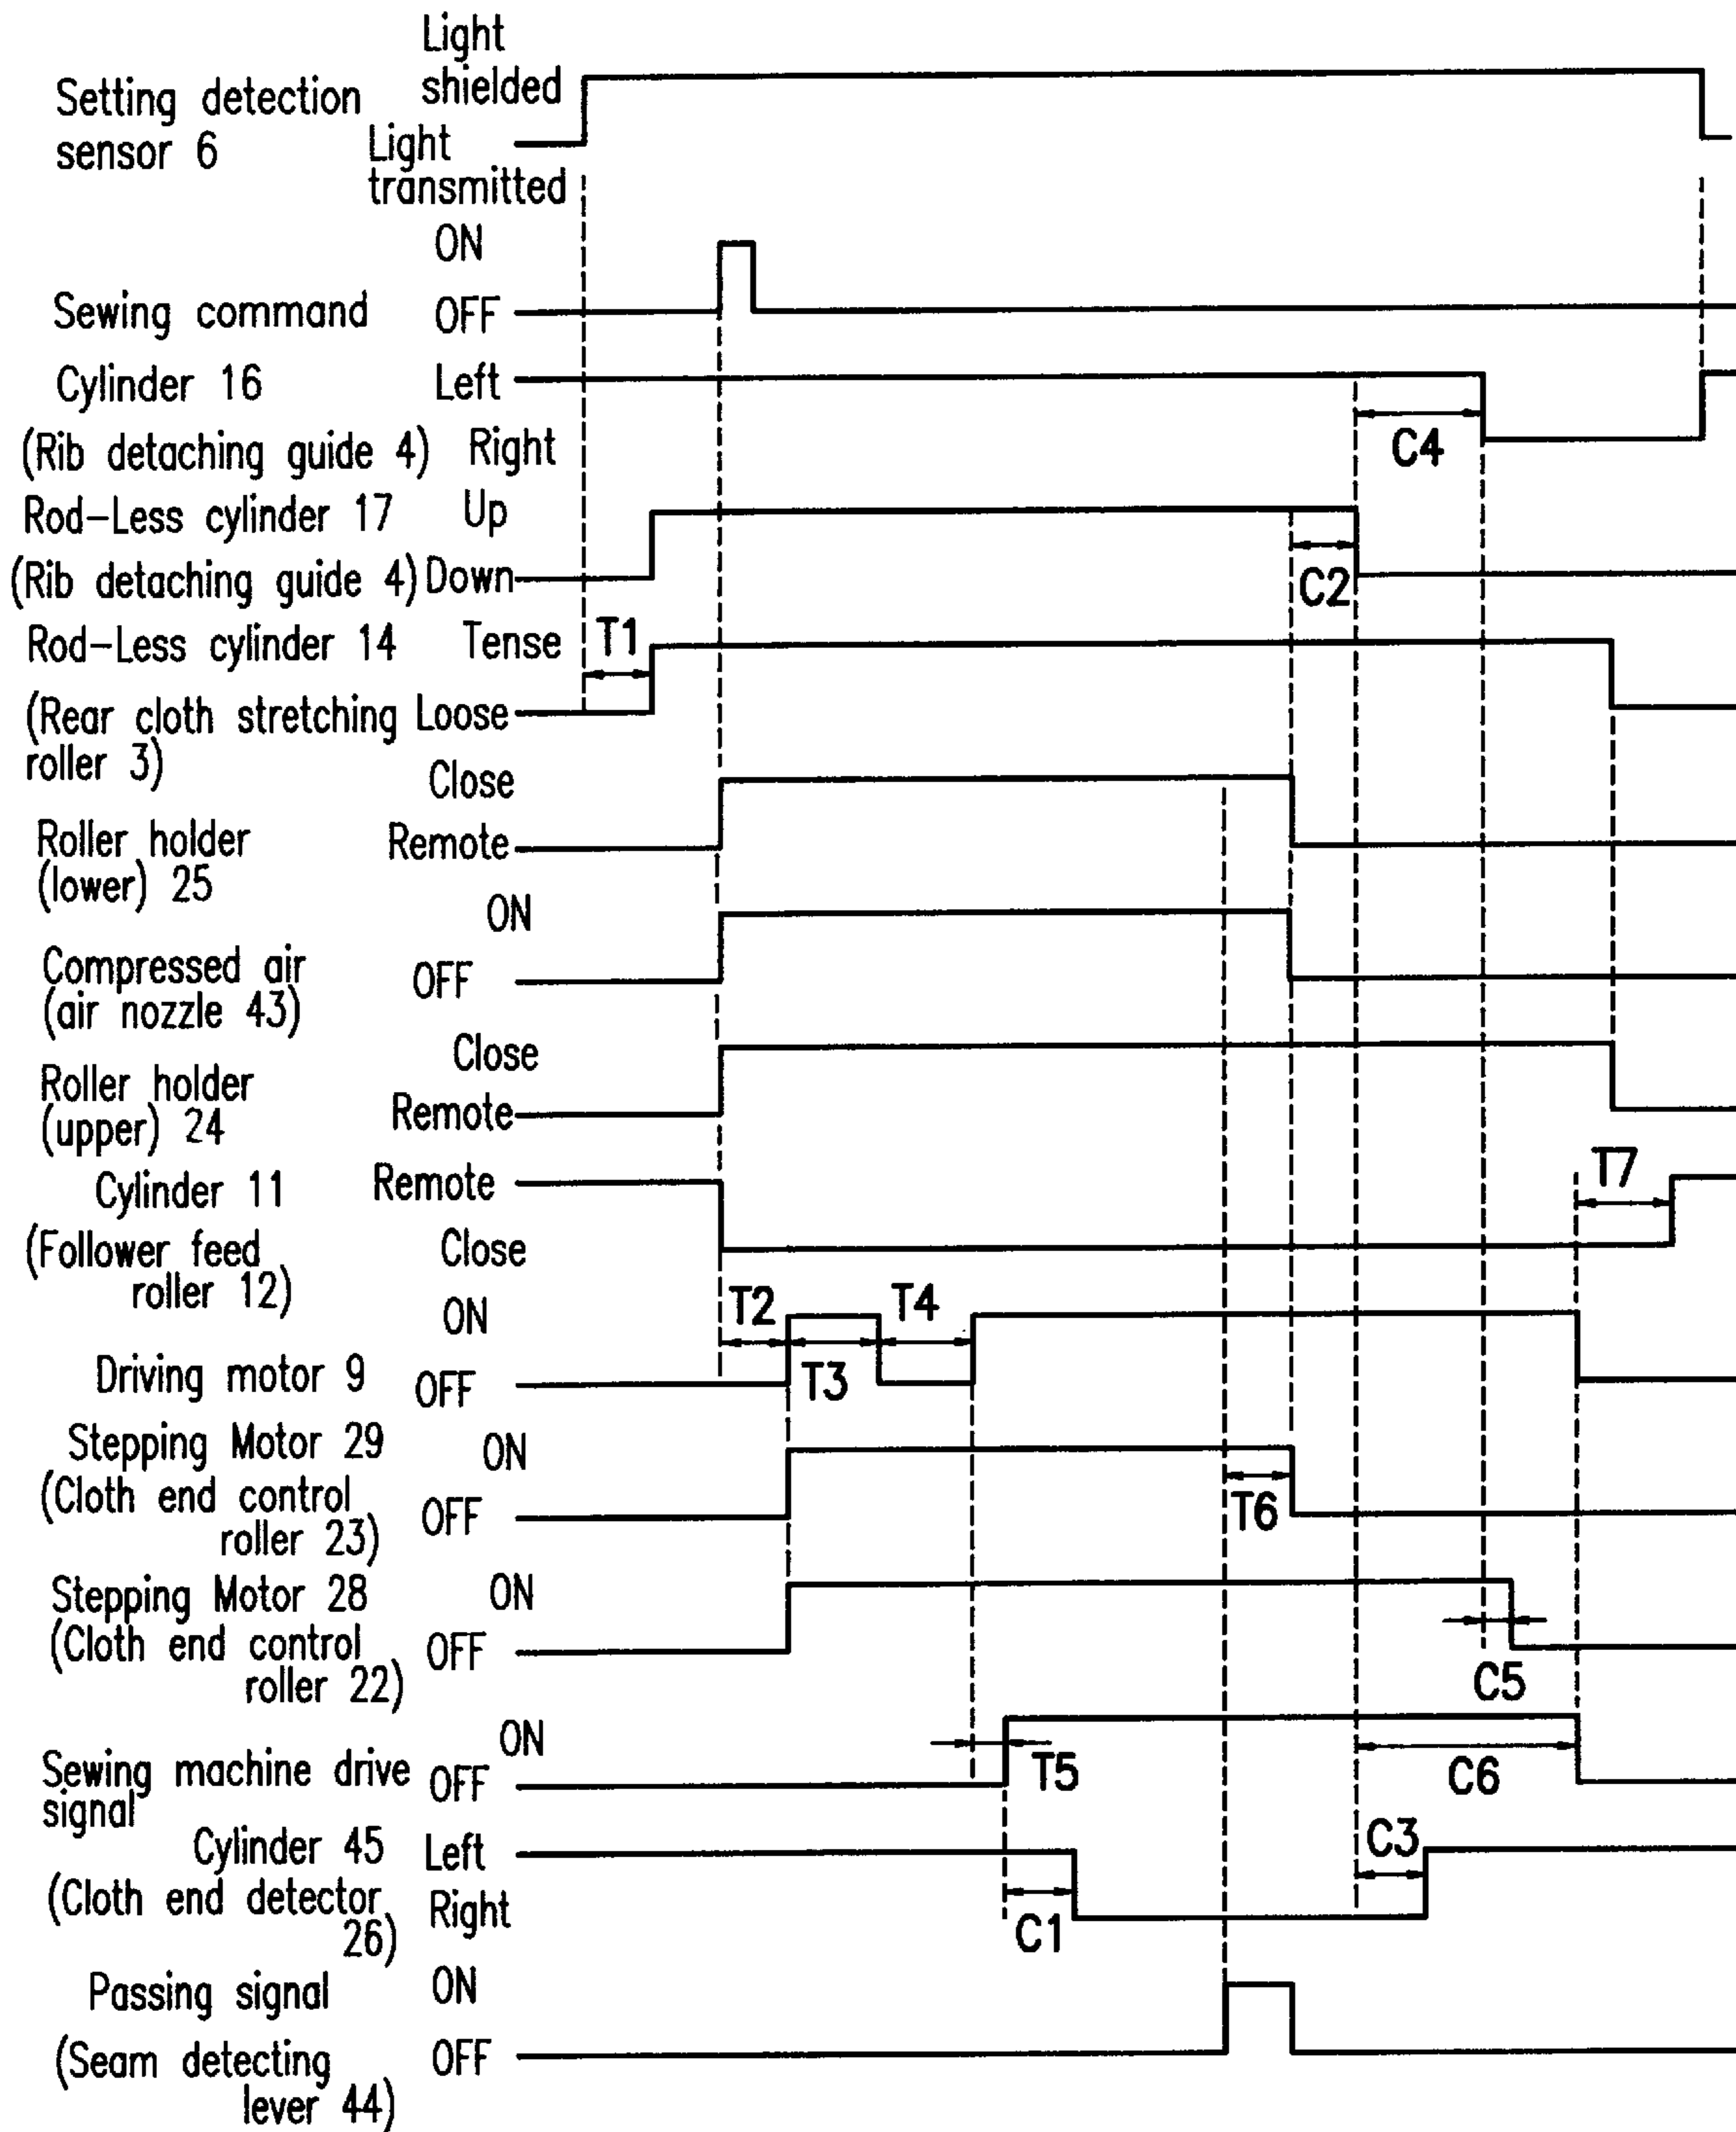 Light
shielded
Setting detection
sensor 6
Light
transmitted
ON
Sewing command OFF
Cylinder 16 Left
(Rib detaching guide 4) Right
C4
Rod-Less cylinder 17 Up
(Rib detaching guide 4) Down
C2
Rod-Less cylinder 14 Tense
T1
(Rear cloth stretching Loose
roller 3)
Close
Roller holder Remote
(lower) 25
ON
Compressed air OFF
(air nozzle 43)
Close
Roller holder
(upper) 24 Remote
Cylinder 11 Remote
T7
(Follower feed Close
roller 12)
ON
T2 T4
Driving motor 9 OFF
T3
Stepping Motor 29 ON
(Cloth end control OFF
roller 23)
T6
Stepping Motor 28 ON
(Cloth end control OFF
roller 22)
C5
ON
Sewing machine drive OFF
signal
T5 C6
Cylinder 45 Left
C3
(Cloth end detector Right
26)
C1
Passing signal ON
(Seam detecting OFF
lever 44)